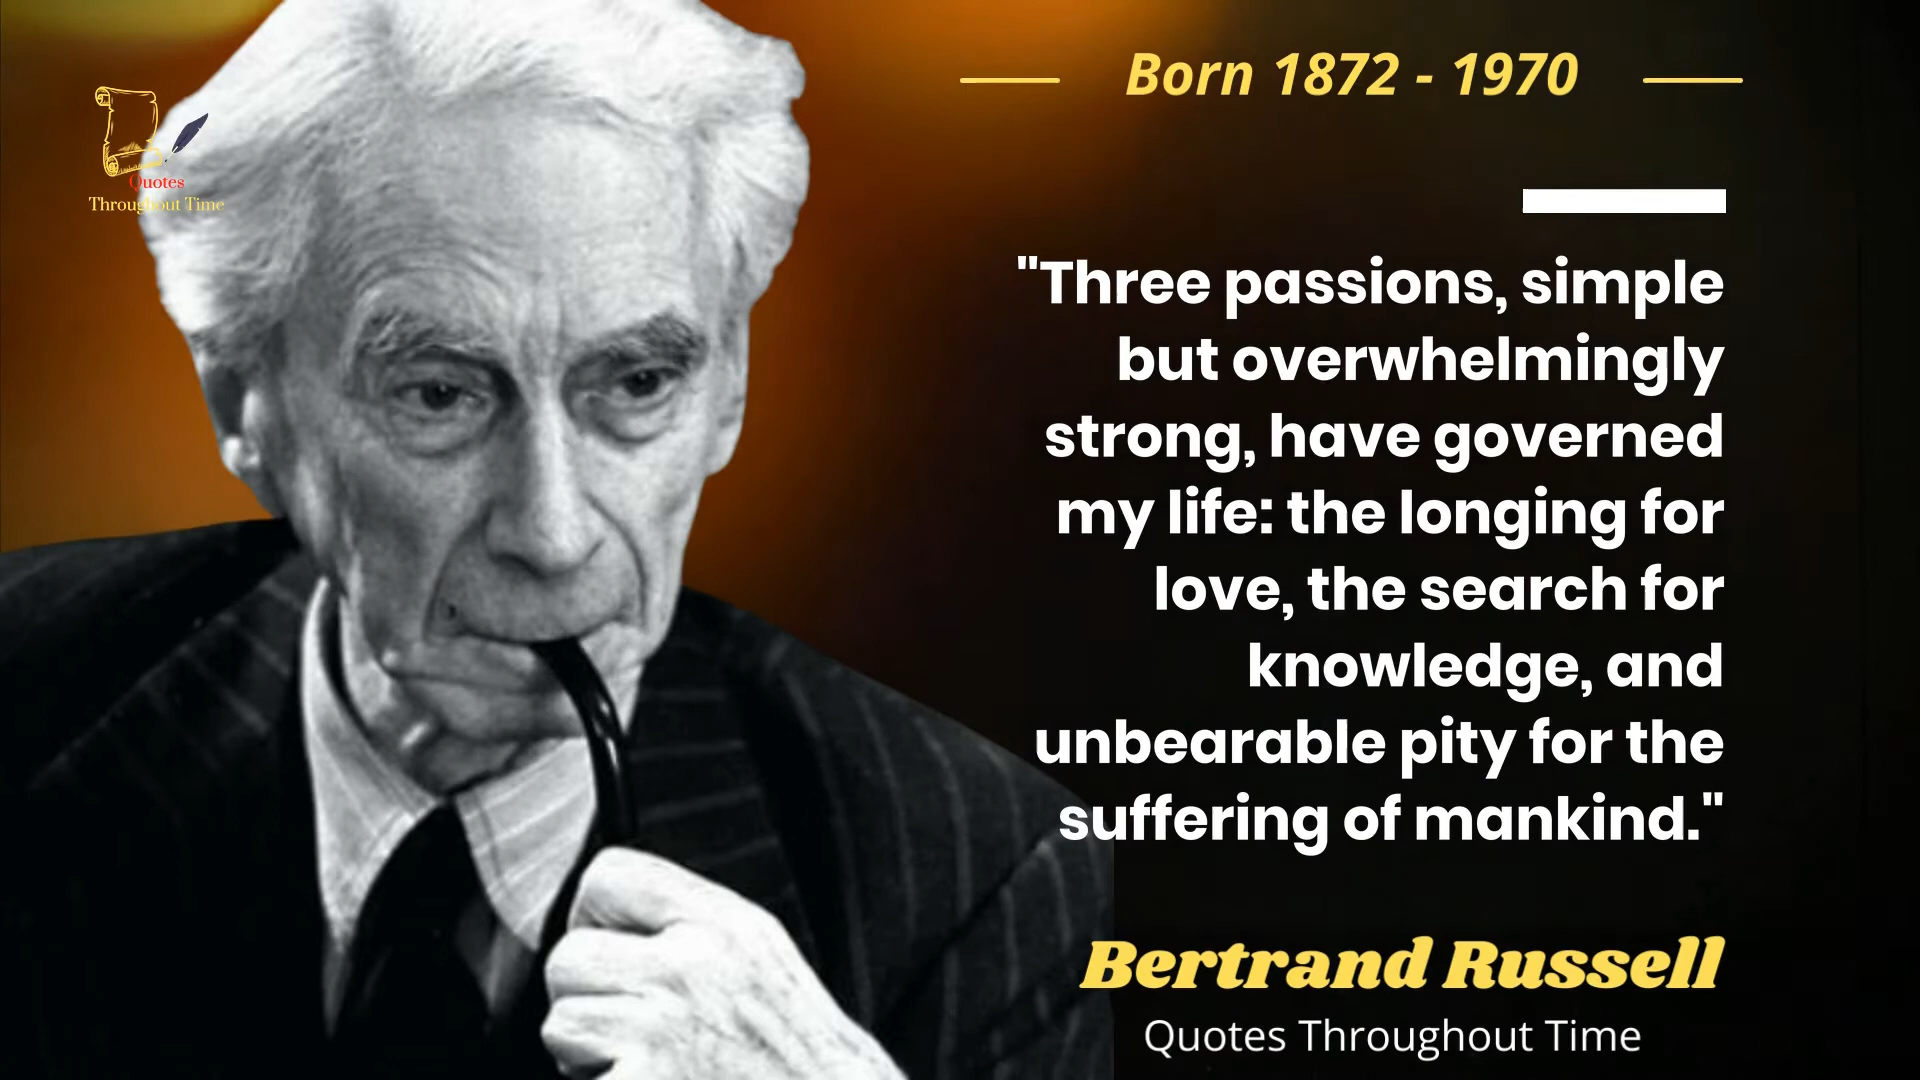 Quotes
Throughout Time
Born 1872 - 1970
"Three passions, simple
but overwhelmingly
strong, have governed
my life: the longing for
love, the search for
knowledge, and
unbearable pity for the
suffering of mankind."
Bertrand Russell
Quotes Throughout Time